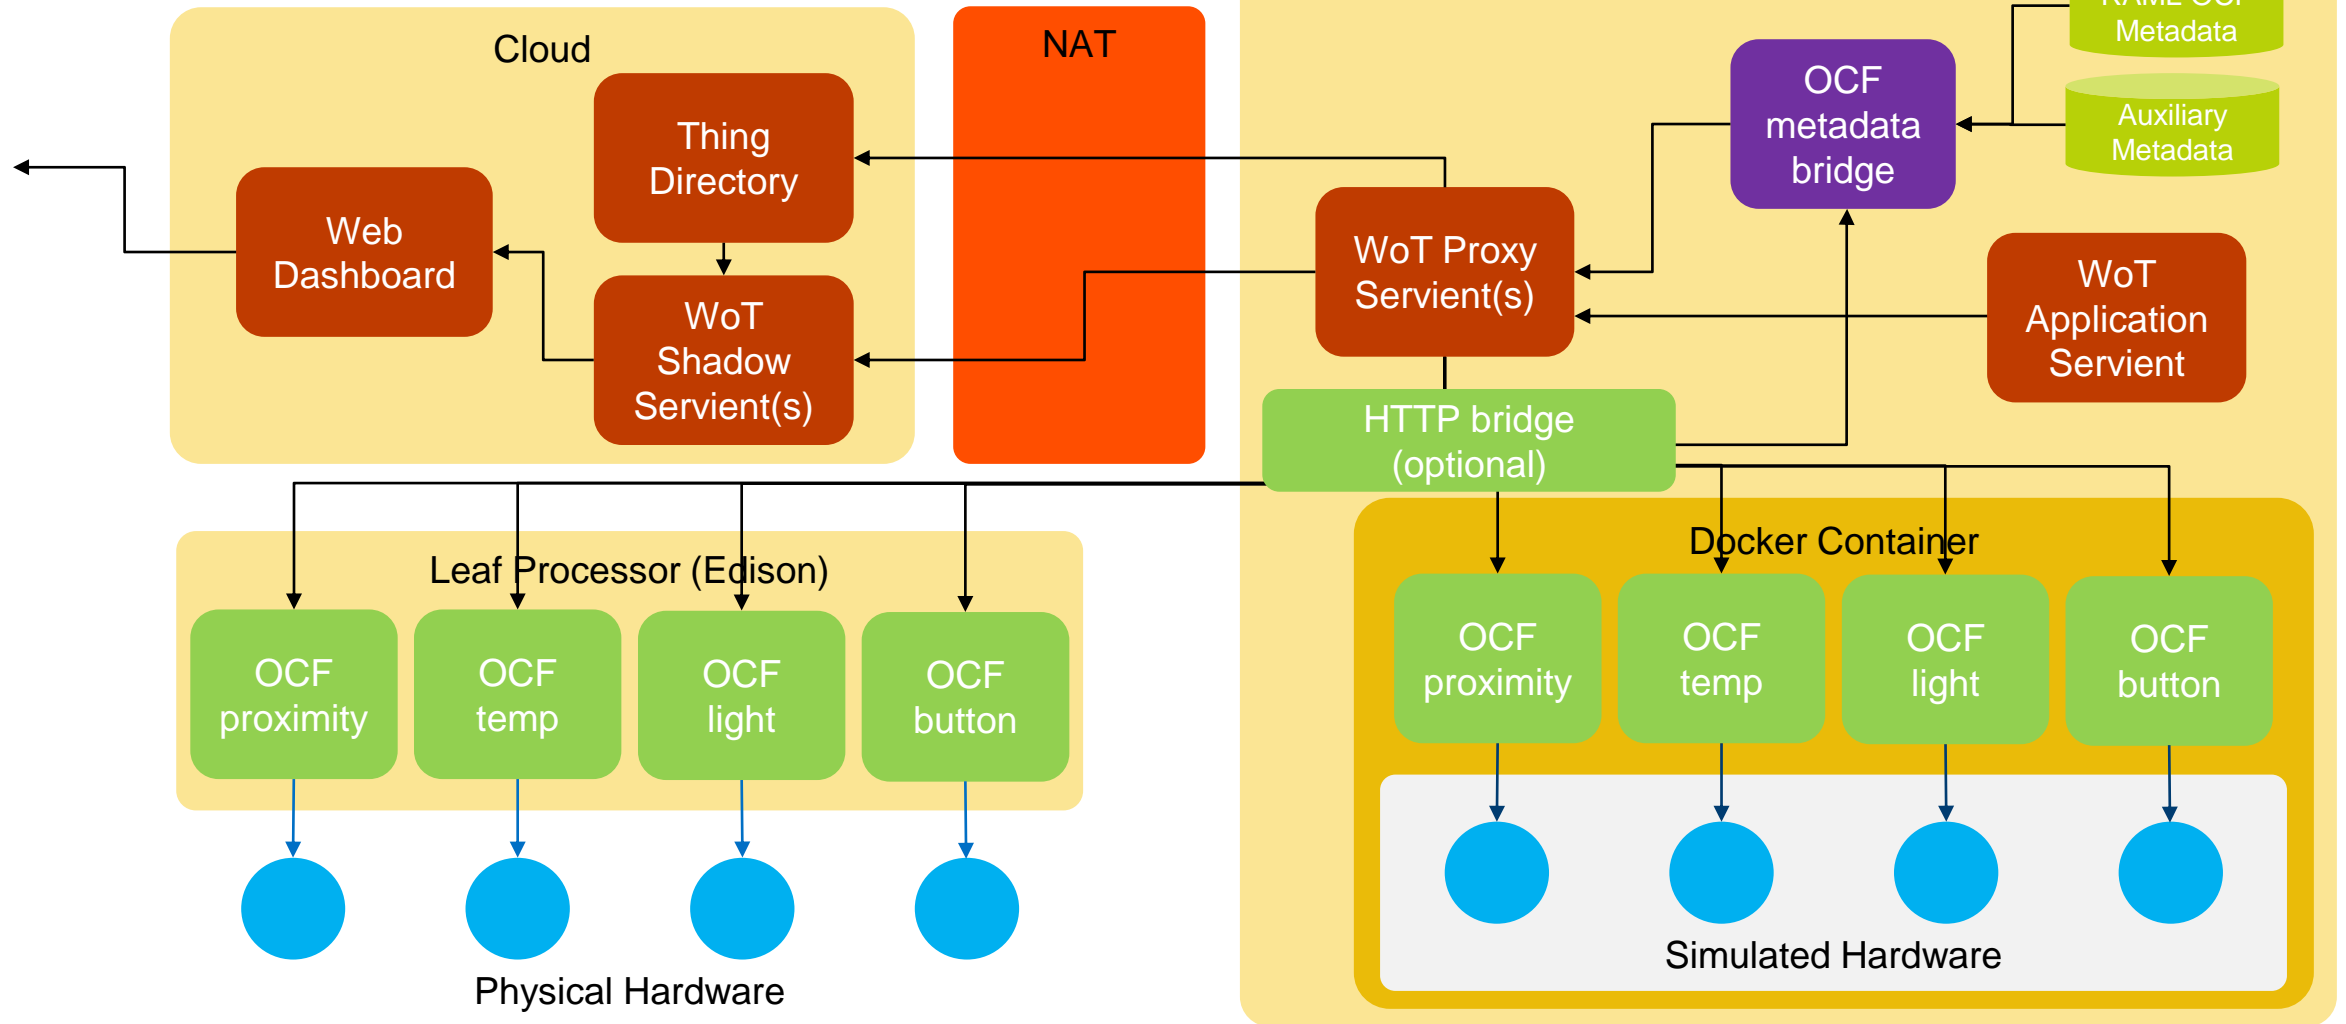 Cloud
Thing
Directory
Web
Dashboard
WoT
Shadow
Servient(s)
NAT
Metadata
Auxiliary
Metadata
OCF
metadata
bridge
WoT Proxy
Servient(s)
WoT
Application
Servient
HTTP bridge
(optional)
Leaf Processor (Edison)
OCF
proximity
OCF
temp
OCF
light
OCF
button
Physical Hardware
Docker Container
OCF
proximity
OCF
temp
OCF
light
OCF
button
Simulated Hardware